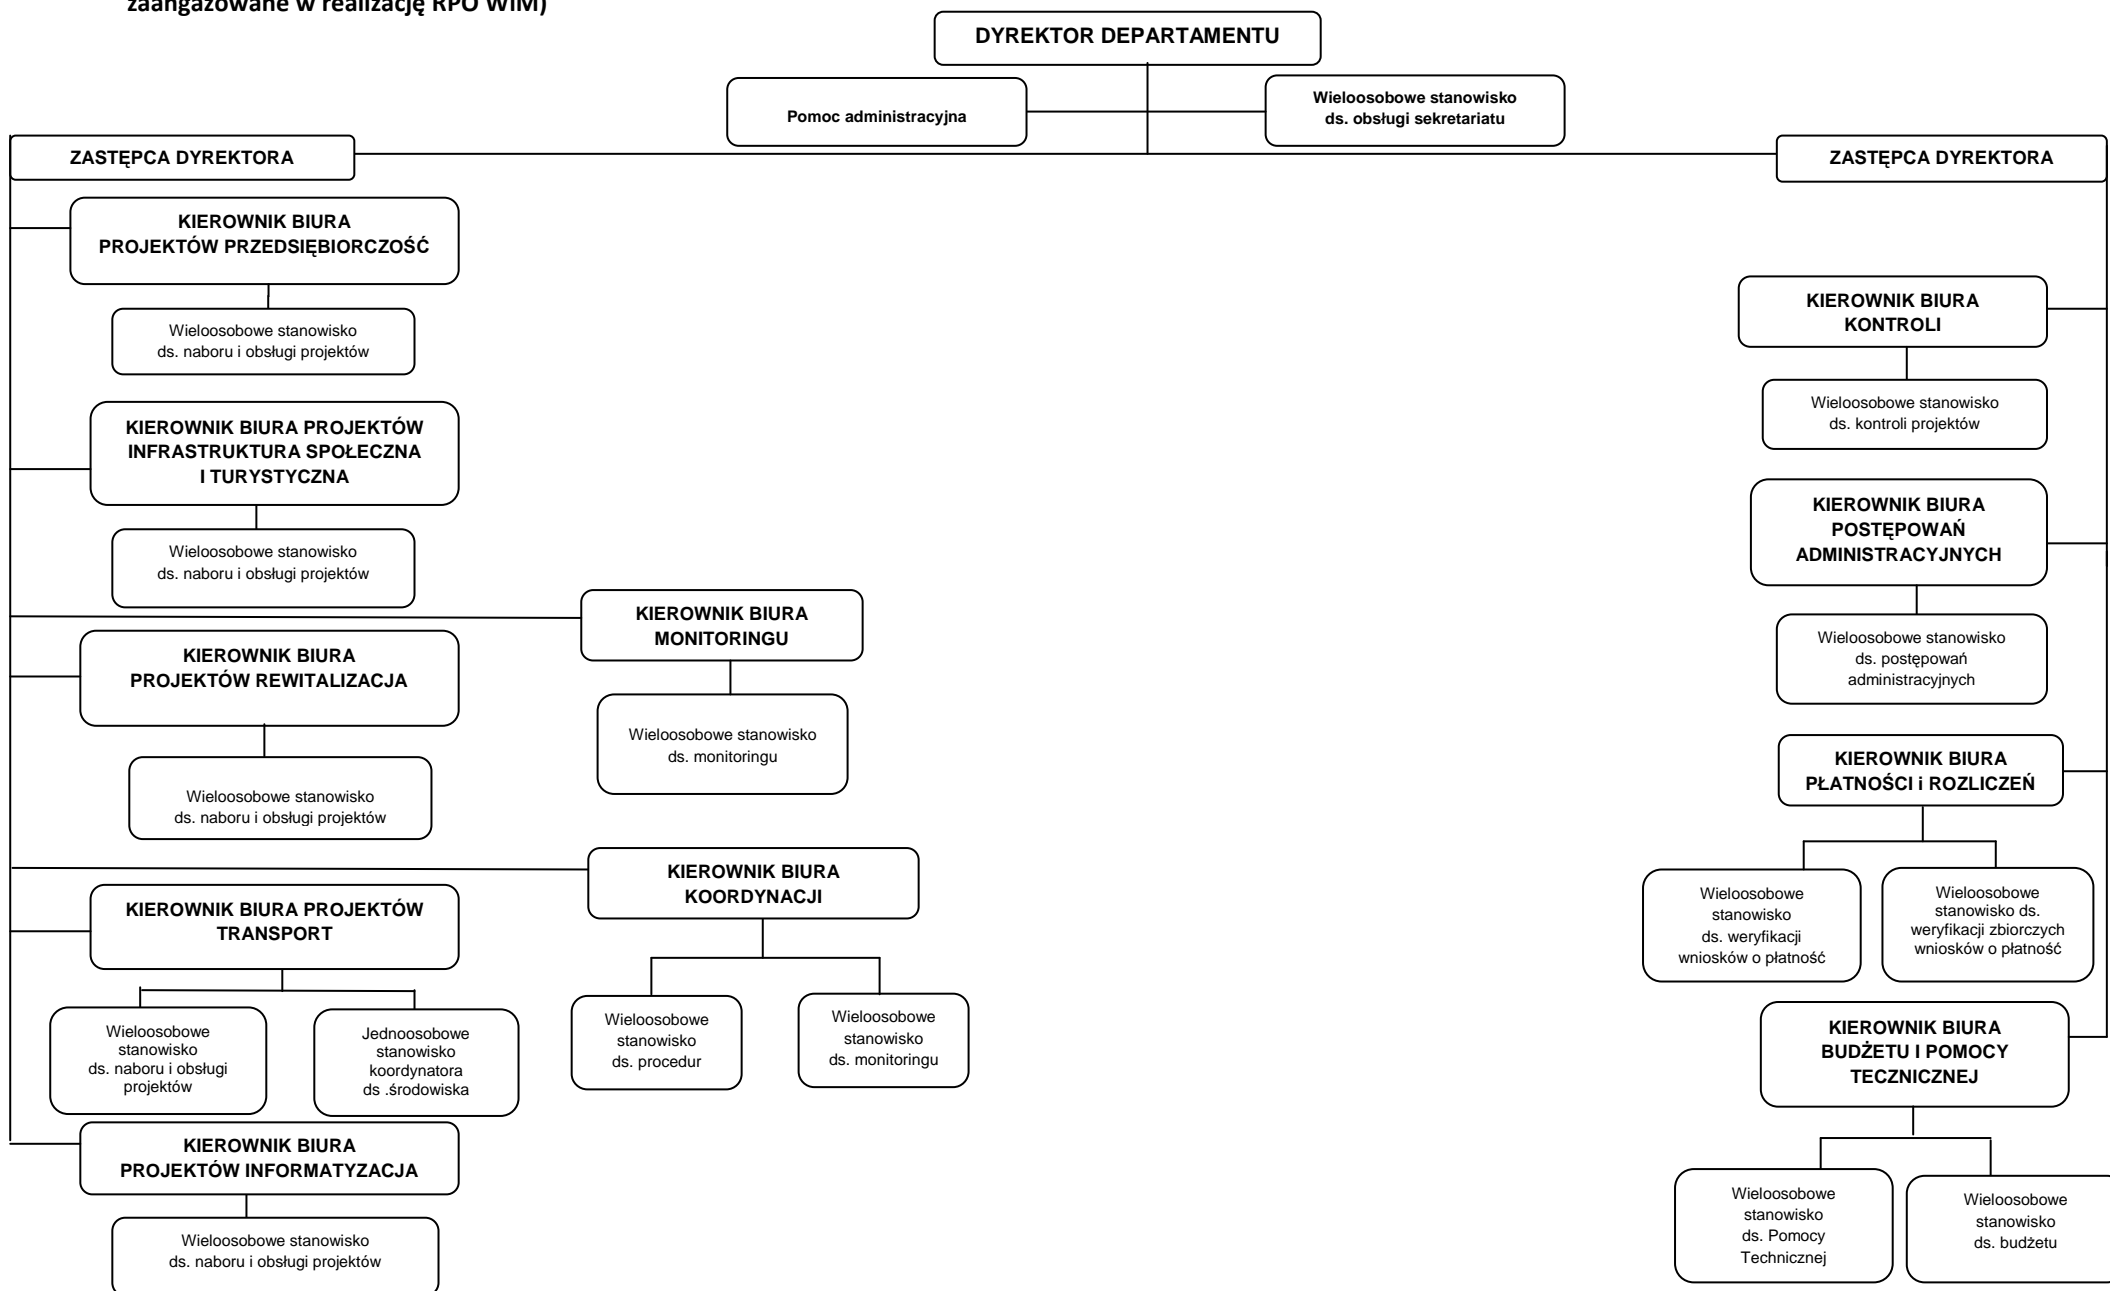 zaangażowane w realizację RPO WiM)
DYREKTOR DEPARTAMENTU
Pomoc administracyjna
Wieloosobowe stanowisko
ds. obsługi sekretariatu
ZASTĘPCA DYREKTORA
ZASTĘPCA DYREKTORA
KIEROWNIK BIURA
PROJEKTÓW PRZEDSIĘBIORCZOŚĆ
Wieloosobowe stanowisko
ds. naboru i obsługi projektów
KIEROWNIK BIURA PROJEKTÓW
INFRASTRUKTURA SPOŁECZNA
I TURYSTYCZNA
Wieloosobowe stanowisko
ds. naboru i obsługi projektów
KIEROWNIK BIURA
PROJEKTÓW REWITALIZACJA
Wieloosobowe stanowisko
ds. naboru i obsługi projektów
KIEROWNIK BIURA PROJEKTÓW
TRANSPORT
Wieloosobowe
stanowisko
ds. naboru i obsługi
projektów
Jednoosobowe
stanowisko
koordynatora
ds .środowiska
KIEROWNIK BIURA
PROJEKTÓW INFORMATYZACJA
Wieloosobowe stanowisko
ds. naboru i obsługi projektów
KIEROWNIK BIURA
MONITORINGU
Wieloosobowe stanowisko
ds. monitoringu
KIEROWNIK BIURA
KOORDYNACJI
Wieloosobowe
stanowisko
ds. procedur
Wieloosobowe
stanowisko
ds. monitoringu
KIEROWNIK BIURA
KONTROLI
Wieloosobowe stanowisko
ds. kontroli projektów
KIEROWNIK BIURA
POSTĘPOWAŃ
ADMINISTRACYJNYCH
Wieloosobowe stanowisko
ds. postępowań
administracyjnych
KIEROWNIK BIURA
PŁATNOŚCI i ROZLICZEŃ
Wieloosobowe
stanowisko
ds. weryfikacji
wniosków o płatność
Wieloosobowe
stanowisko ds.
weryfikacji zbiorczych
wniosków o płatność
KIEROWNIK BIURA
BUDŻETU I POMOCY
TECZNICZNEJ
Wieloosobowe
stanowisko
ds. Pomocy
Technicznej
Wieloosobowe
stanowisko
ds. budżetu